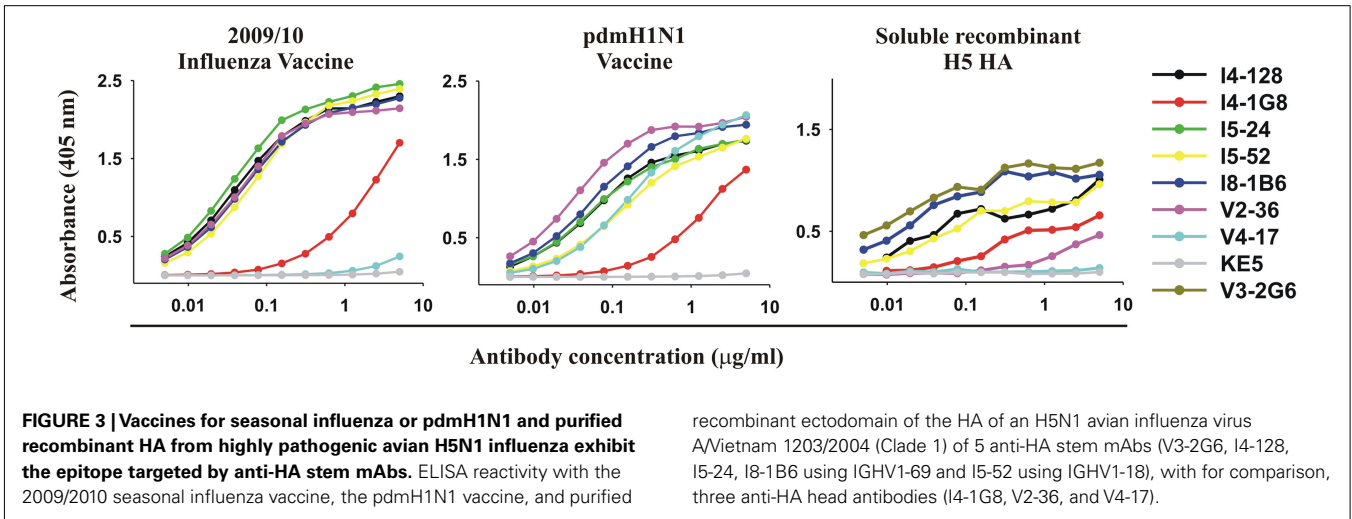 2009/10
Influenza Vaccine
pdmH1N1
Vaccine
Soluble recombinant
H5 HA
Absorbance (405 nm)
2.5
1.5
0.5
0.01
0.1
1
10
2.5
1.5
0.5
0.01
0.1
1
10
1.5
0.5
0.01
0.1
1
10
Antibody concentration (μg/ml)
I4-128
I4-1G8
I5-24
I5-52
I8-1B6
V2-36
V4-17
KE5
V3-2G6
FIGURE 3 | Vaccines for seasonal influenza or pdmH1N1 and purified
recombinant HA from highly pathogenic avian H5N1 influenza exhibit
the epitope targeted by anti-HA stem mAbs. ELISA reactivity with the
2009/2010 seasonal influenza vaccine, the pdmH1N1 vaccine, and purified
recombinant ectodomain of the HA of an H5N1 avian influenza virus
A/Vietnam 1203/2004 (Clade 1) of 5 anti-HA stem mAbs (V3-2G6, I4-128,
I5-24, I8-1B6 using IGHV1-69 and I5-52 using IGHV1-18), with for comparison,
three anti-HA head antibodies (I4-1G8, V2-36, and V4-17).